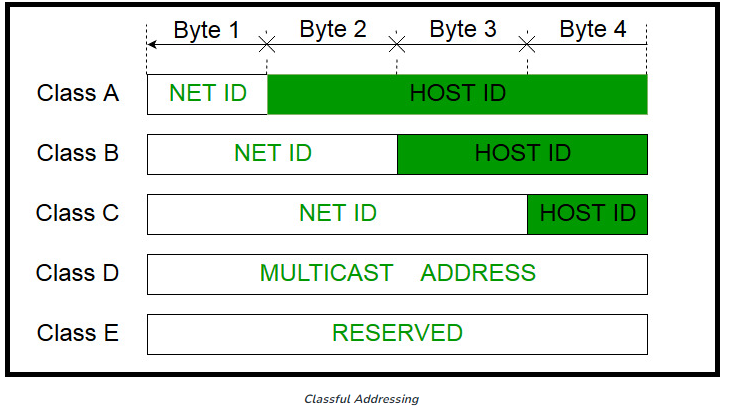 Byte 1 Byte 2 Byte 3 Byte 4
Class A NET ID HOST ID
Class B NET ID HOST ID
Class C NET ID HOST ID
Class D MULTICAST ADDRESS
Class E RESERVED
Classful Addressing